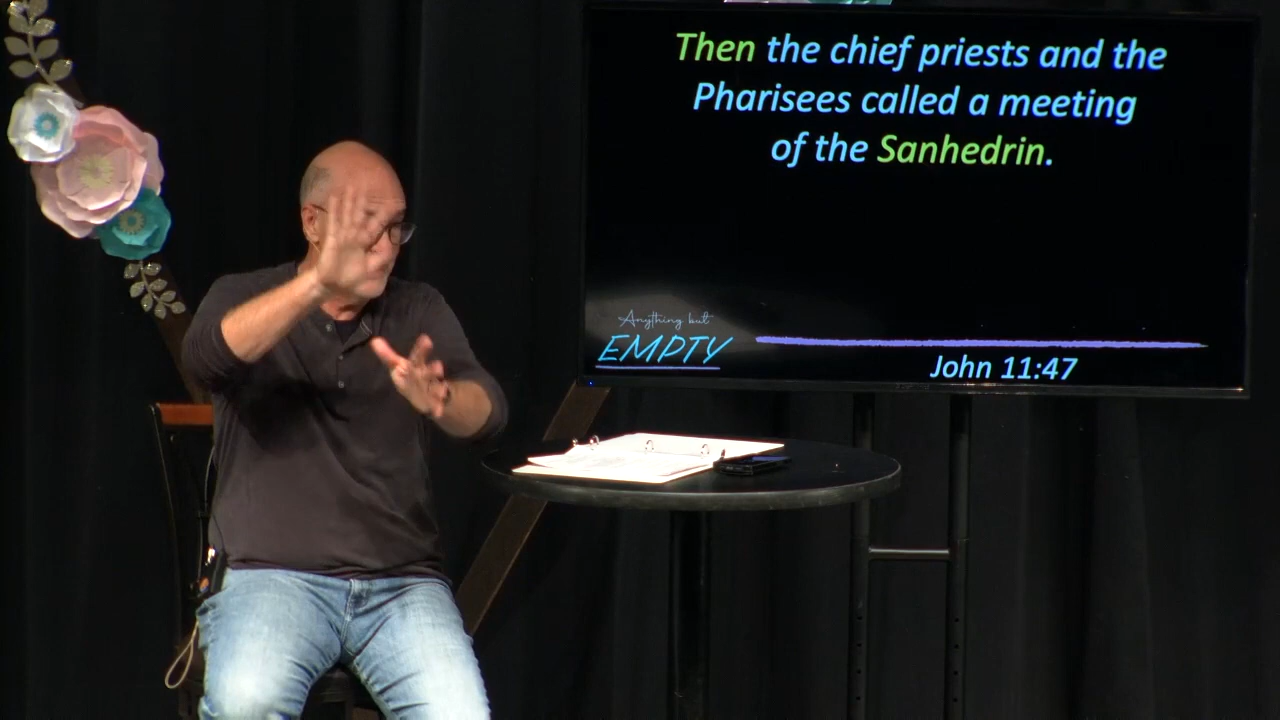 Then the chief priests and the
Pharisees called a meeting
of the Sanhedrin.
Anything but
EMPTY
John 11:47